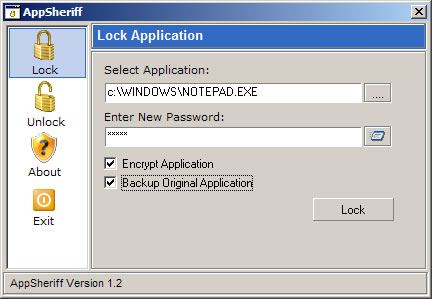 AppSheriff
Lock
Unlock
About
Exit
Lock Application
Select Application:
c:\WINDOWS\NOTEPAD.EXE
....
Enter New Password:
*****
Encrypt Application
Backup Original Application
Lock
AppSheriff Version 1.2